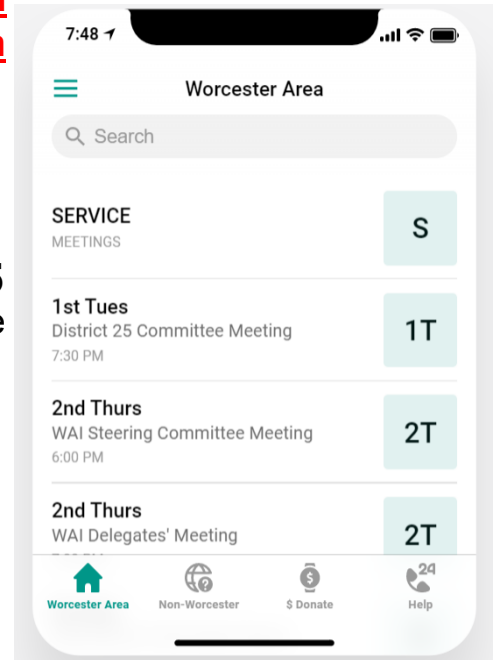 7:48
Worcester Area
Search
SERVICE
MEETINGS
S
1st Tues
District 25 Committee Meeting
7:30 PM
1T
2nd Thurs
WAI Steering Committee Meeting
6:00 PM
2T
2nd Thurs
WAI Delegates' Meeting
2T
Worcester Area
Non-Worcester
$ Donate
24
Help